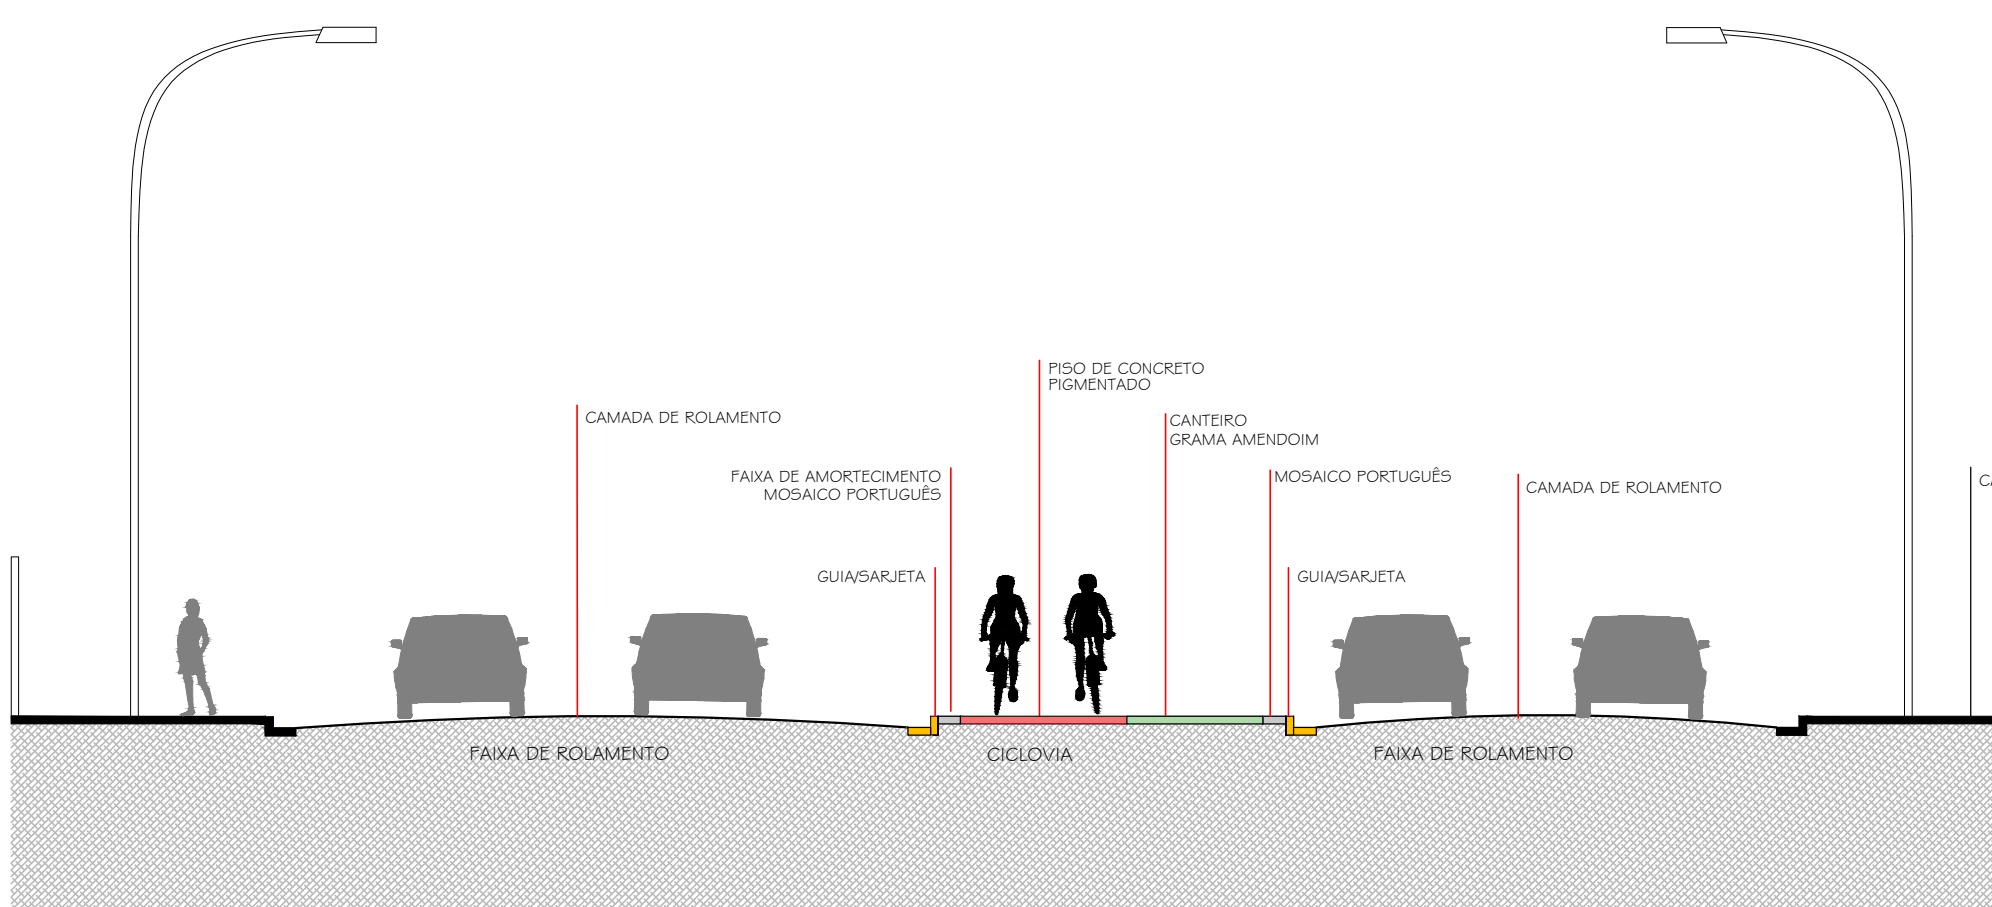 PISO DE CONCRETO
PIGMENTADO
CAMADA DE ROLAMENTO
CANTEIRO
GRAMA AMENDOIM
FAIXA DE AMORTECIMENTO
MOSAICO PORTUGUÊS
MOSAICO PORTUGUÊS
CAMADA DE ROLAMENTO
GUIA/SARJETA
GUIA/SARJETA
FAIXA DE ROLAMENTO
CICLOVIA
FAIXA DE ROLAMENTO